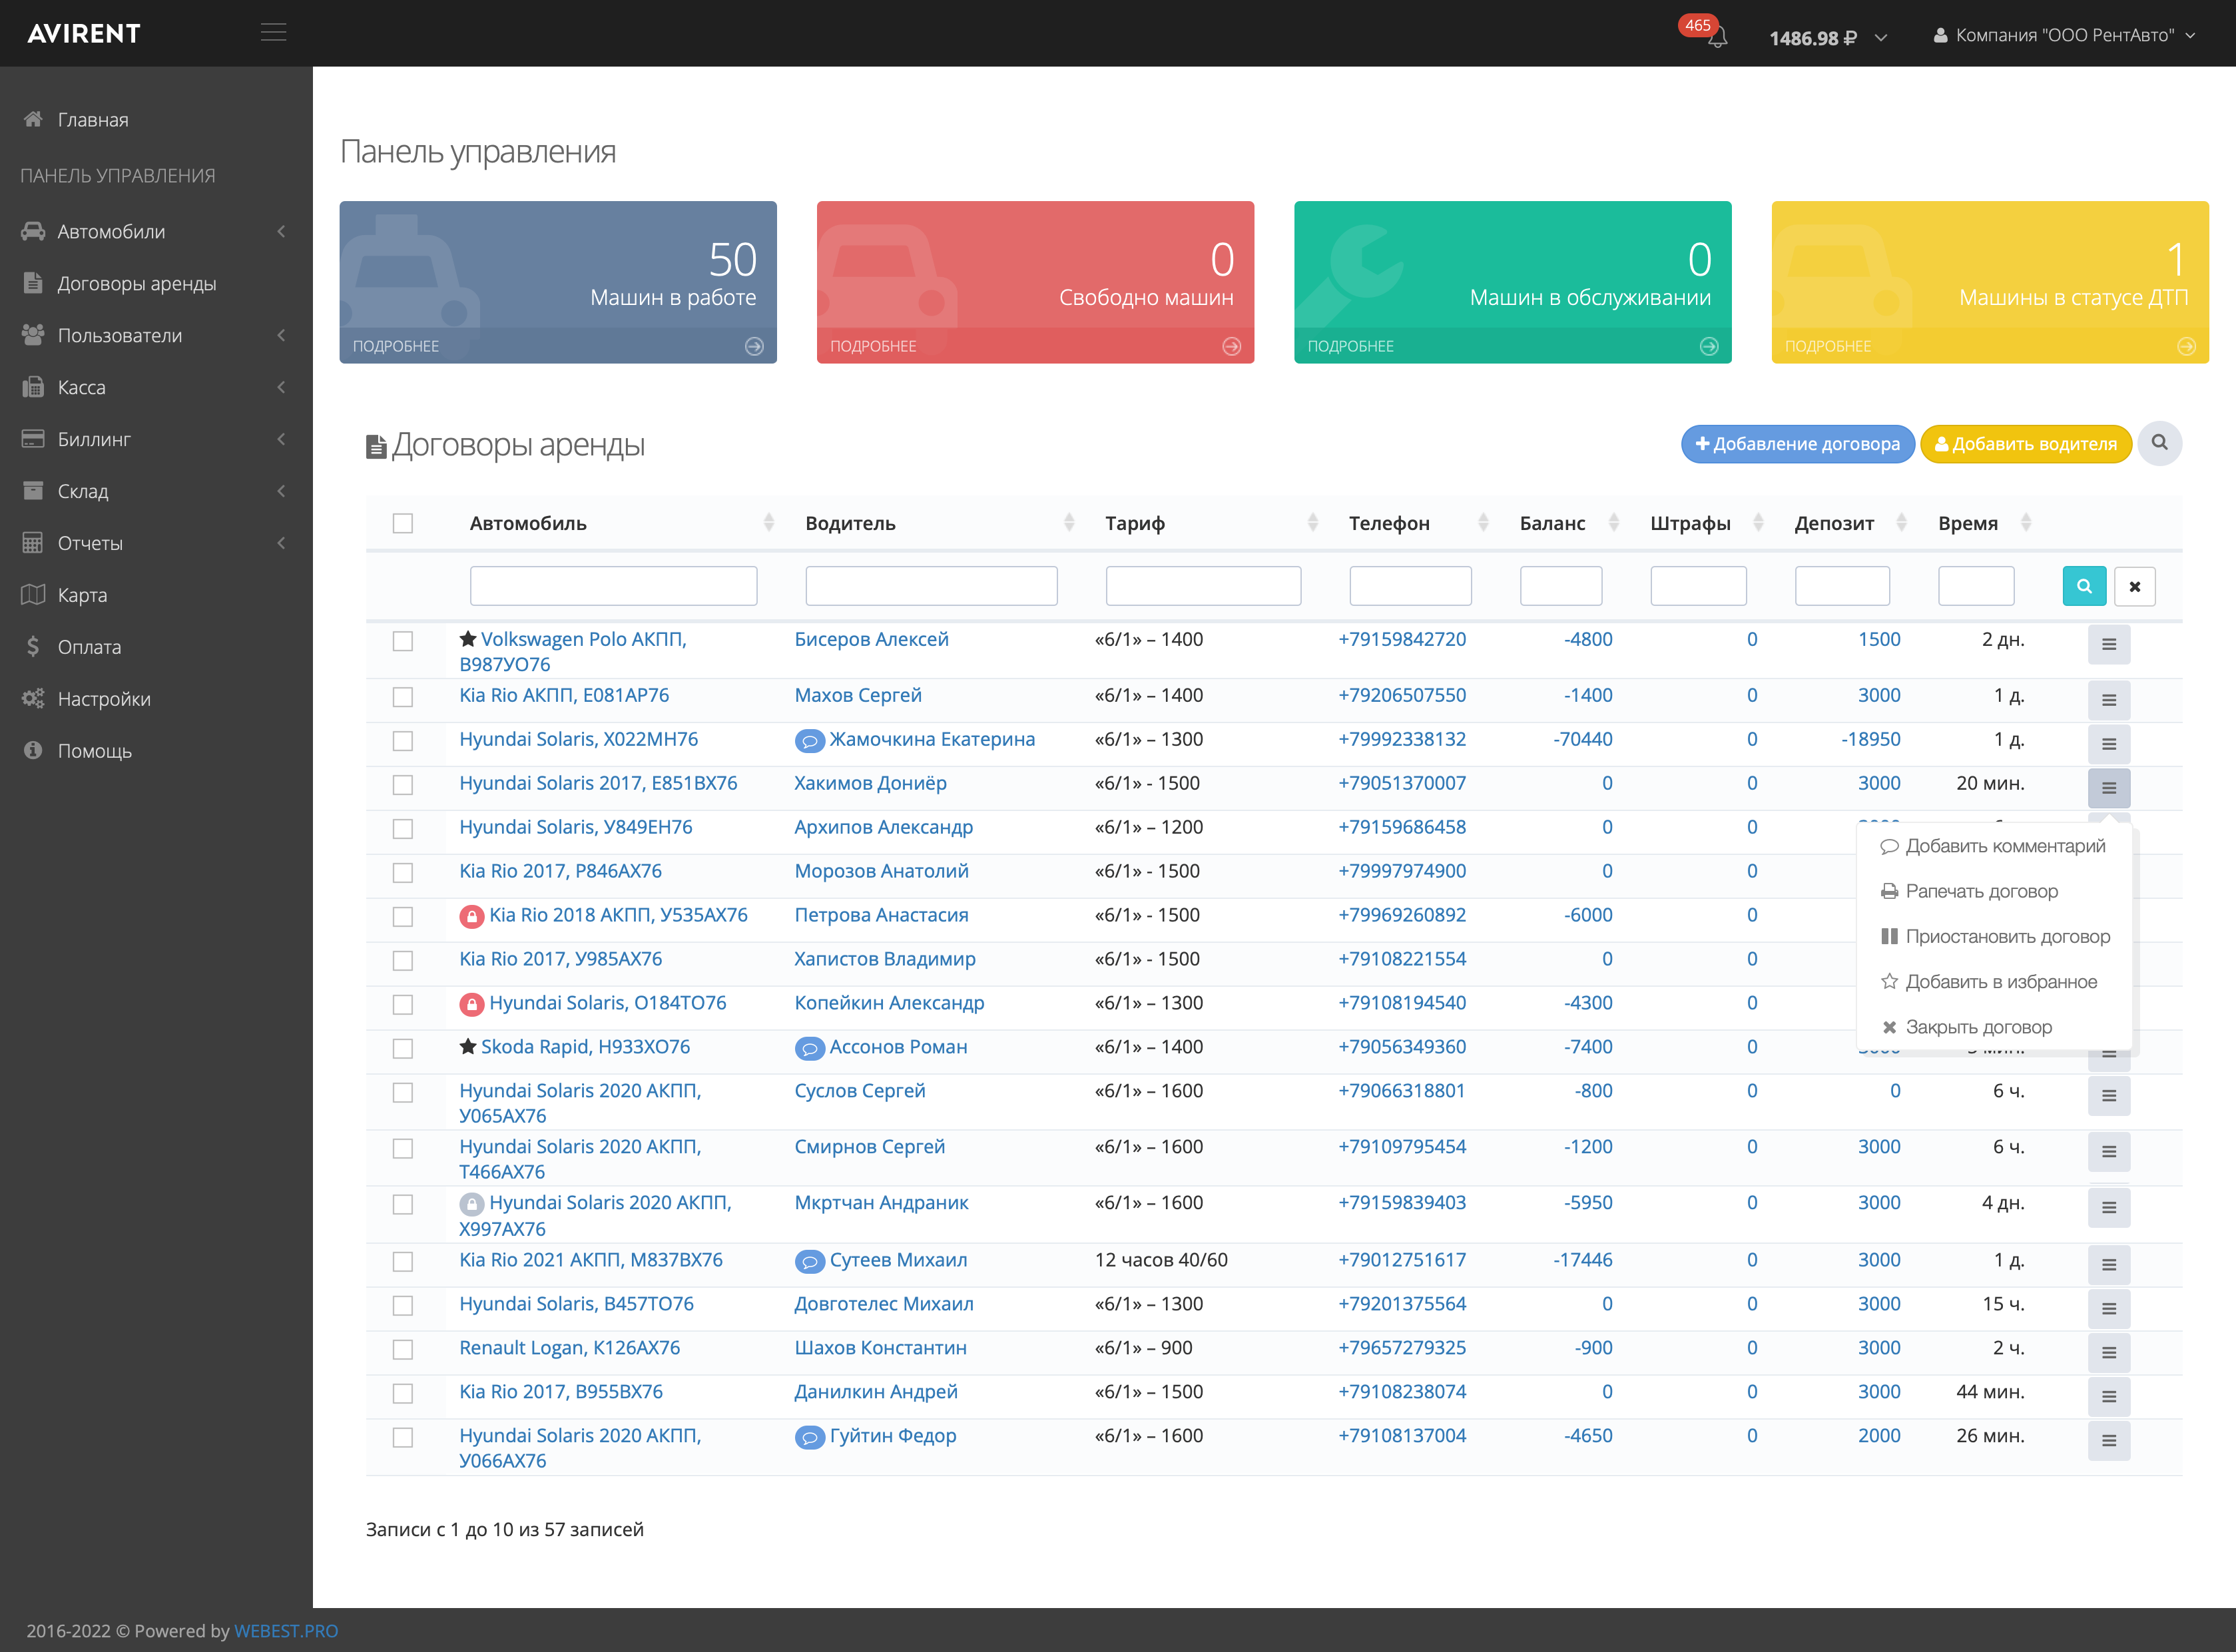 AVIRENT
465
1486.98 ₽
Компания "ООО РентАвто"
Главная
ПАНЕЛЬ УПРАВЛЕНИЯ
Автомобили
Договоры аренды
Пользователи
Касса
Биллинг
Склад
Отчеты
Карта
Оплата
Настройки
Помощь
Панель управления
50
Машин в работе
ПОДРОБНЕЕ
0
Свободно машин
ПОДРОБНЕЕ
0
Машин в обслуживании
ПОДРОБНЕЕ
1
Машины в статусе ДТП
ПОДРОБНЕЕ
Договоры аренды
Добавление договора
Добавить водителя
Автомобиль Водитель Тариф Телефон Баланс Штрафы Депозит Время
Volkswagen Polo АКПП, Бисеров Алексей «6/1» – 1400 +79159842720 -4800 0 1500 2 дн.
В987УО76
Kia Rio АКПП, Е081АР76 Махов Сергей «6/1» – 1400 +79206507550 -1400 0 3000 1 д.
Hyundai Solaris, Х022МН76 Жамочкина Екатерина «6/1» – 1300 +79992338132 -70440 0 -18950 1 д.
Hyundai Solaris 2017, Е851ВХ76 Хакимов Дониёр «6/1» - 1500 +79051370007 0 0 3000 20 мин.
Hyundai Solaris, У849ЕН76 Архипов Александр «6/1» – 1200 +79159686458 0 0
Kia Rio 2017, Р846АХ76 Морозов Анатолий «6/1» - 1500 +79997974900 0 0
Kia Rio 2018 АКПП, У535АХ76 Петрова Анастасия «6/1» - 1500 +79969260892 -6000 0
Kia Rio 2017, У985АХ76 Хапистов Владимир «6/1» - 1500 +79108221554 0 0
Hyundai Solaris, О184ТО76 Копейкин Александр «6/1» – 1300 +79108194540 -4300 0
Skoda Rapid, Н933ХО76 Ассонов Роман «6/1» – 1400 +79056349360 -7400 0
Hyundai Solaris 2020 АКПП, Суслов Сергей «6/1» – 1600 +79066318801 -800 0 0 6 ч.
У065АХ76
Hyundai Solaris 2020 АКПП, Смирнов Сергей «6/1» – 1600 +79109795454 -1200 0 3000 6 ч.
Т466АХ76
Hyundai Solaris 2020 АКПП, Мкртчан Андраник «6/1» – 1600 +79159839403 -5950 0 3000 4 дн.
Х997АХ76
Kia Rio 2021 АКПП, М837ВХ76 Сутеев Михаил 12 часов 40/60 +79012751617 -17446 0 3000 1 д.
Hyundai Solaris, В457ТО76 Довготелес Михаил «6/1» – 1300 +79201375564 0 0 3000 15 ч.
Renault Logan, К126АХ76 Шахов Константин «6/1» – 900 +79657279325 -900 0 3000 2 ч.
Kia Rio 2017, В955ВХ76 Данилкин Андрей «6/1» – 1500 +79108238074 0 0 3000 44 мин.
Hyundai Solaris 2020 АКПП, Гуйтин Федор «6/1» – 1600 +79108137004 -4650 0 2000 26 мин.
У066АХ76
Добавить комментарий
Рапечать договор
Приостановить договор
Добавить в избранное
Закрыть договор
Записи с 1 до 10 из 57 записей
2016-2022 © Powered by WEBEST.PRO